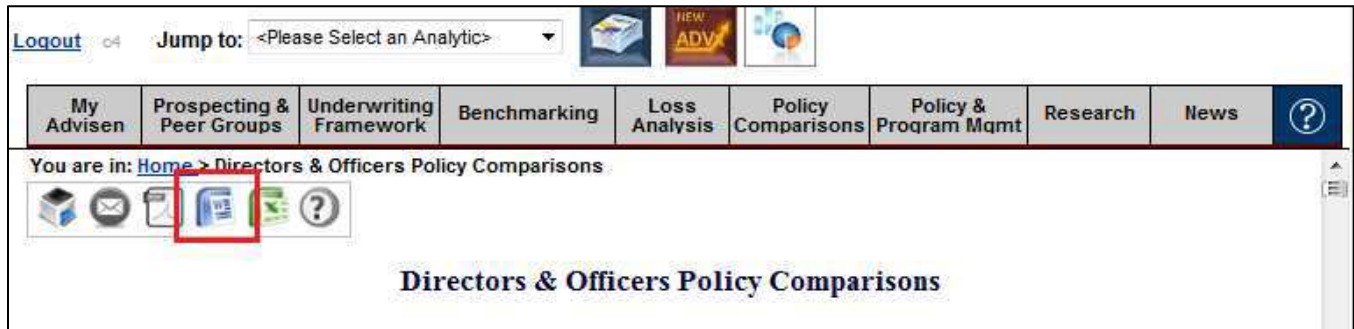 Logout o4 Jump to: <Please Select an Analytic> NEW ADV
My Advisen Prospecting & Peer Groups Underwriting Framework Benchmarking Loss Analysis Policy Comparisons Policy & Program Mgmt Research News ?
You are in: Home > Directors & Officers Policy Comparisons
?
Directors & Officers Policy Comparisons